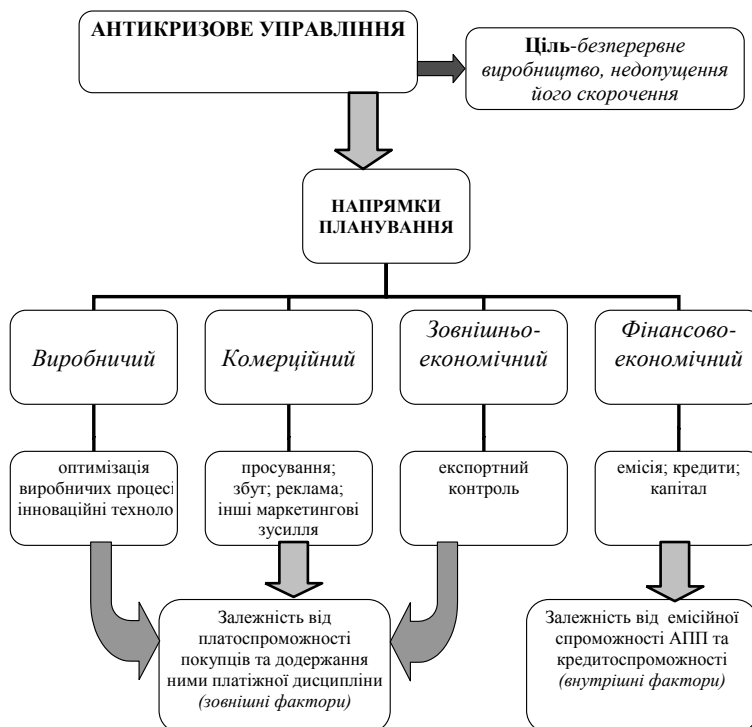 АНТИКРИЗОВЕ УПРАВЛІННЯ
Ціль-безперервне
виробництво, недопущення
його скорочення
НАПРЯМКИ
ПЛАНУВАННЯ
Виробничий
Комерційний
Зовнішньо-
економічний
Фінансово-
економічний
оптимізація
виробничих процесі
інноваційні техноло
просування;
збут; реклама;
інші маркетингові
зусилля
експортний
контроль
емісія; кредити;
капітал
Залежність від
платоспроможності
покупців та додержання
ними платіжної дисципліни
(зовнішні фактори)
Залежність від емісійної
спроможності АПП та
кредитоспроможності
(внутрішні фактори)